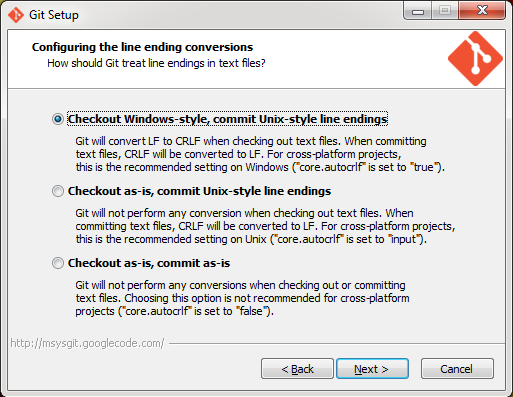 Git Setup
Configuring the line ending conversions
How should Git treat line endings in text files?
Checkout Windows-style, commit Unix-style line endings
Git will convert LF to CRLF when checking out text files. When committing
text files, CRLF will be converted to LF. For cross-platform projects,
this is the recommended setting on Windows ("core.autocrlf" is set to "true").
Checkout as-is, commit Unix-style line endings
Git will not perform any conversion when checking out text files. When
committing text files, CRLF will be converted to LF. For cross-platform projects,
this is the recommended setting on Unix ("core.autocrlf" is set to "input").
Checkout as-is, commit as-is
Git will not perform any conversions when checking out or committing
text files. Choosing this option is not recommended for cross-platform
projects ("core.autocrlf" is set to "false").
http://msysgit.googlecode.com/
< Back Next > Cancel